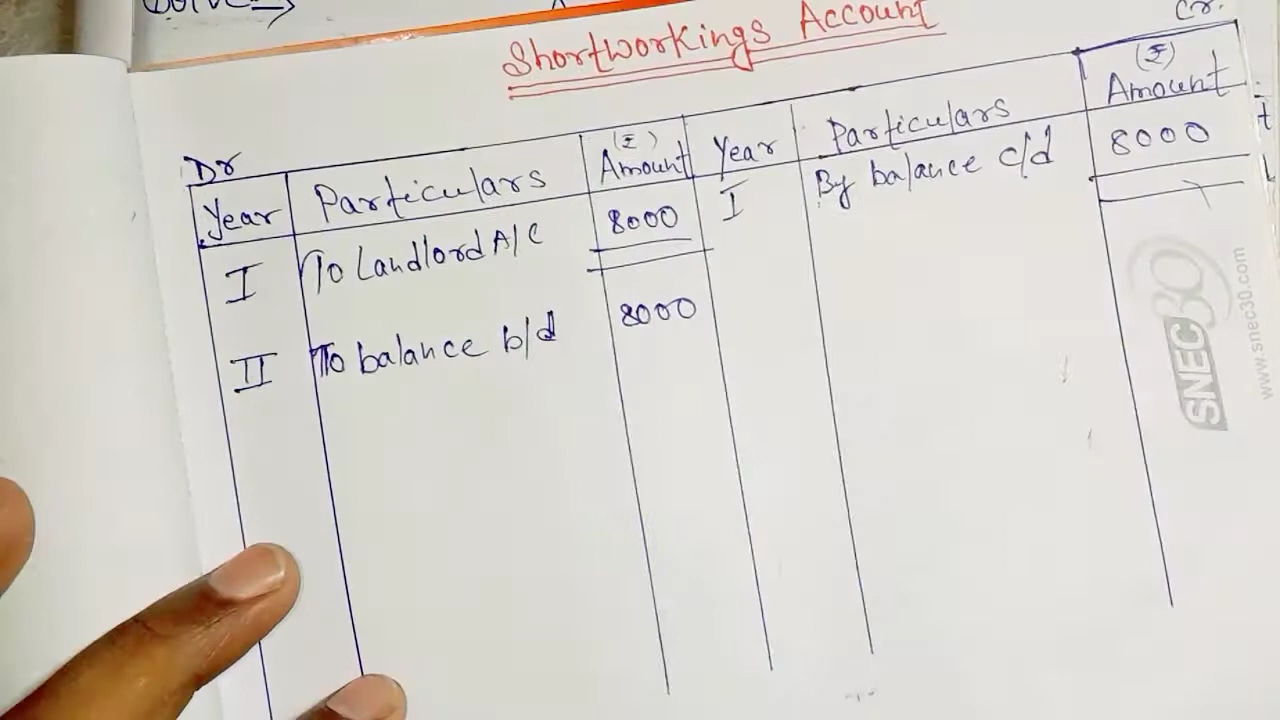 Shortworkings Account
Dr
Cr.
Year Particulars (₹) Amount Year Particulars (₹) Amount
I To Landlord A/C 8000 I By balance c/d 8000
II To balance b/d 8000
SNEC30
www.snec30.com